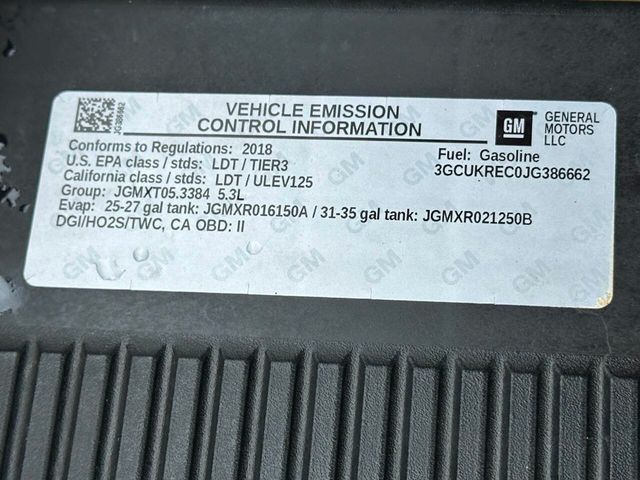 JG386662
VEHICLE EMISSION
CONTROL INFORMATION
GM
GENERAL
MOTORS
LLC
Conforms to Regulations: 2018
U.S. EPA class / stds: LDT / TIER3
California class / stds: LDT / ULEV125
Group: JGMXT05.3384 5.3L
Evap: 25-27 gal tank: JGMXR016150A / 31-35 gal tank: JGMXR021250B
DGI/HO2S/TWC, CA OBD: II
Fuel: Gasoline
3GCUKREC0JG386662